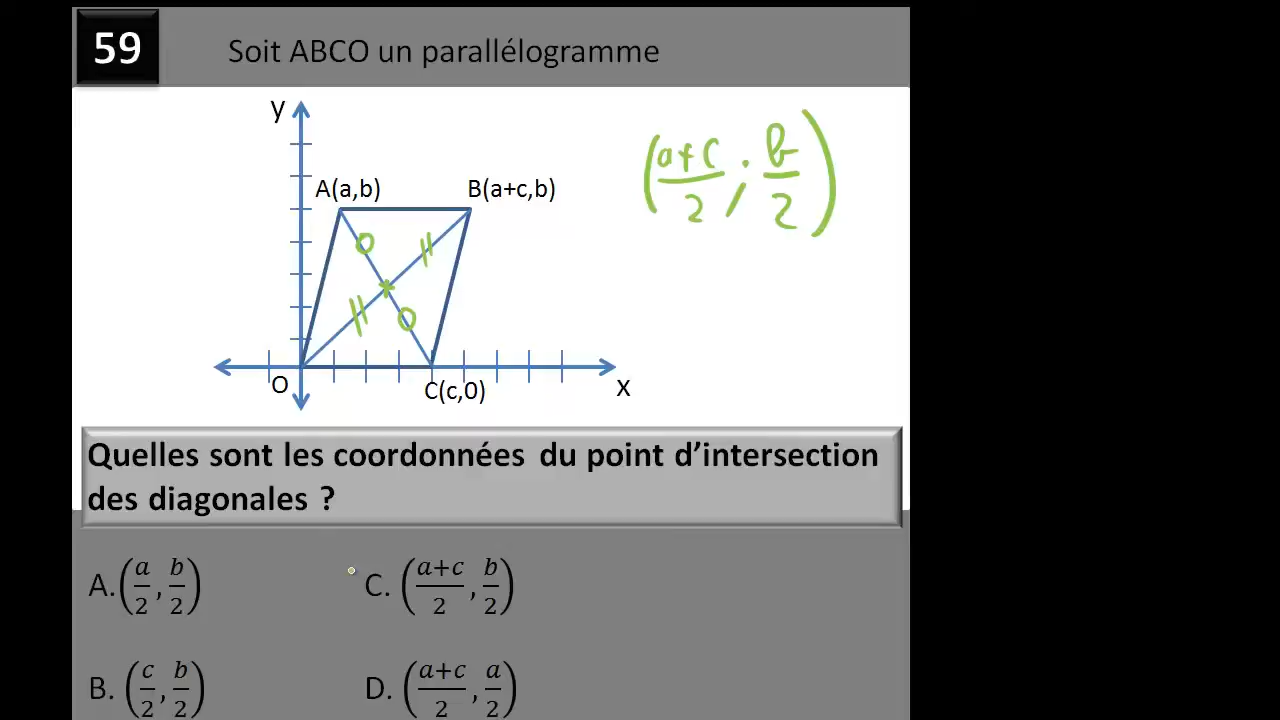 59
Soit ABCO un parallélogramme
y
A(a,b) B(a+c,b)
(a+c/2 ; b/2)
O
C(c,0)
x
Quelles sont les coordonnées du point d’intersection
des diagonales ?
A.(a/2, b/2) C. (a+c/2, b/2)
B. (c/2, b/2) D. (a+c/2, a/2)